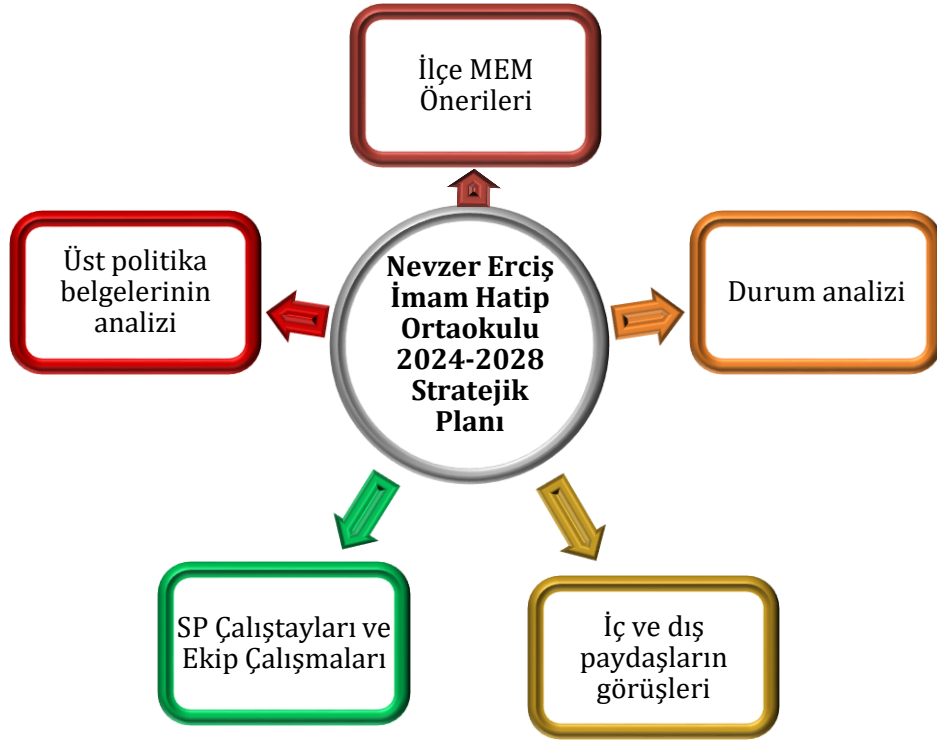 İlçe MEM
Önerileri
Üst politika
belgelerinin
analizi
Nevzer Erciş
İmam Hatip
Ortaokulu
2024-2028
Stratejik
Planı
Durum analizi
SP Çalıştayları ve
Ekip Çalışmaları
İç ve dış
paydaşların
görüşleri